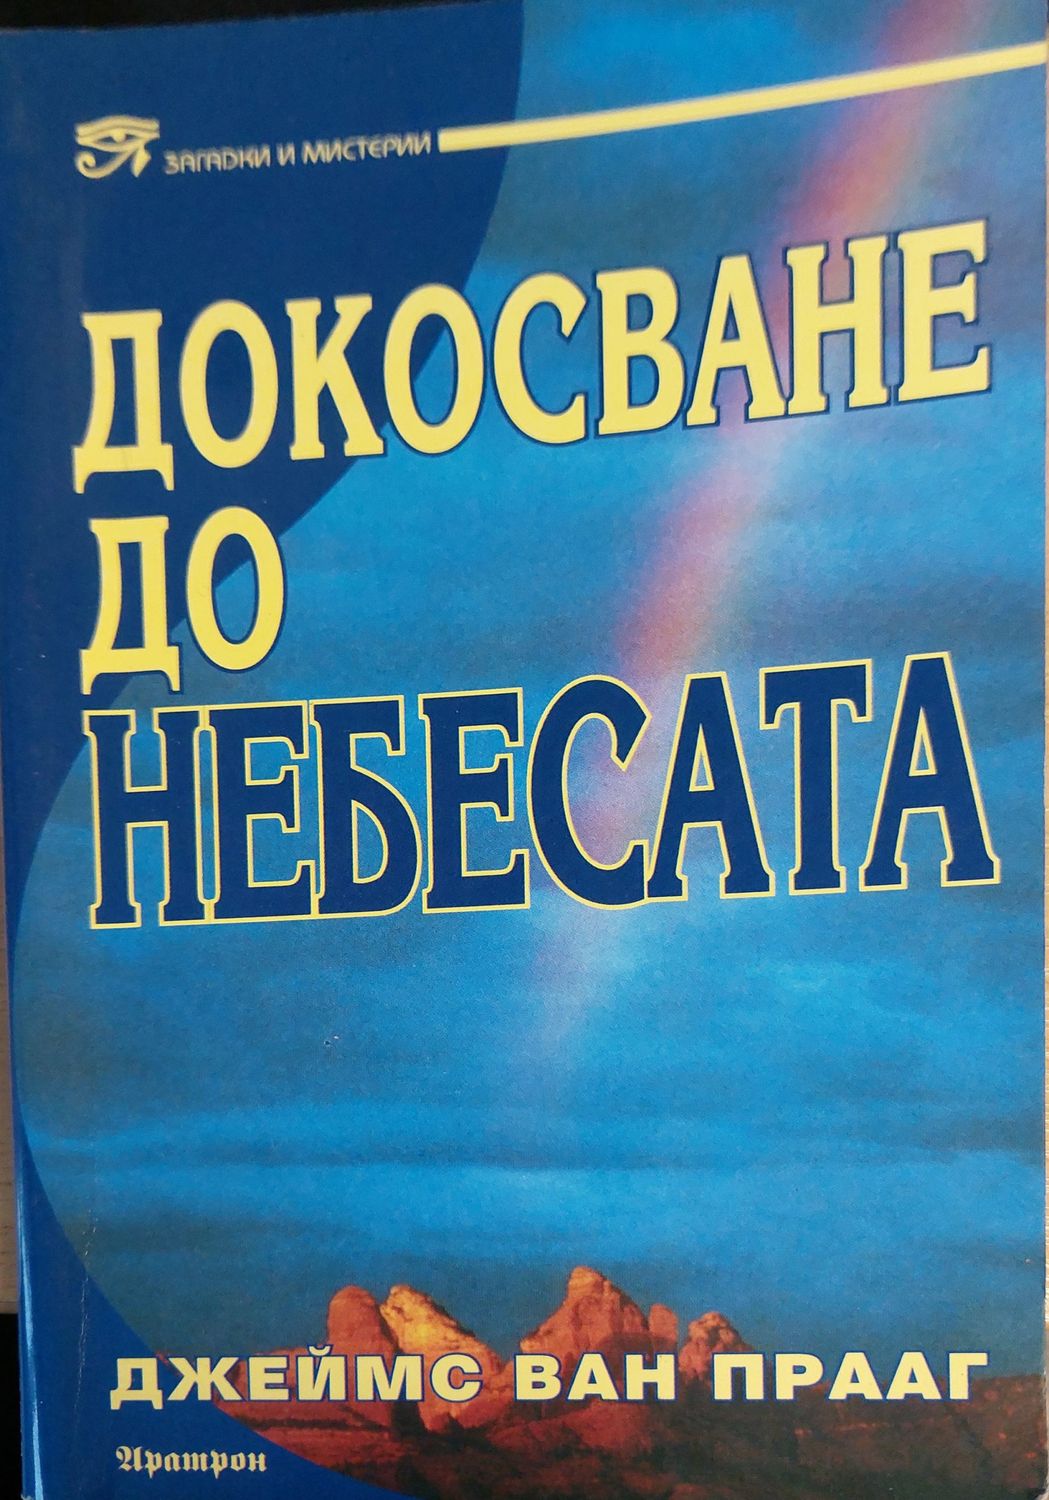 ЗАГАДКИ И МИСТЕРИИ
ДОКОСВАНЕ
ДО
НЕБЕСАТА
ДЖЕЙМС ВАН ПРААГ
Аратрон